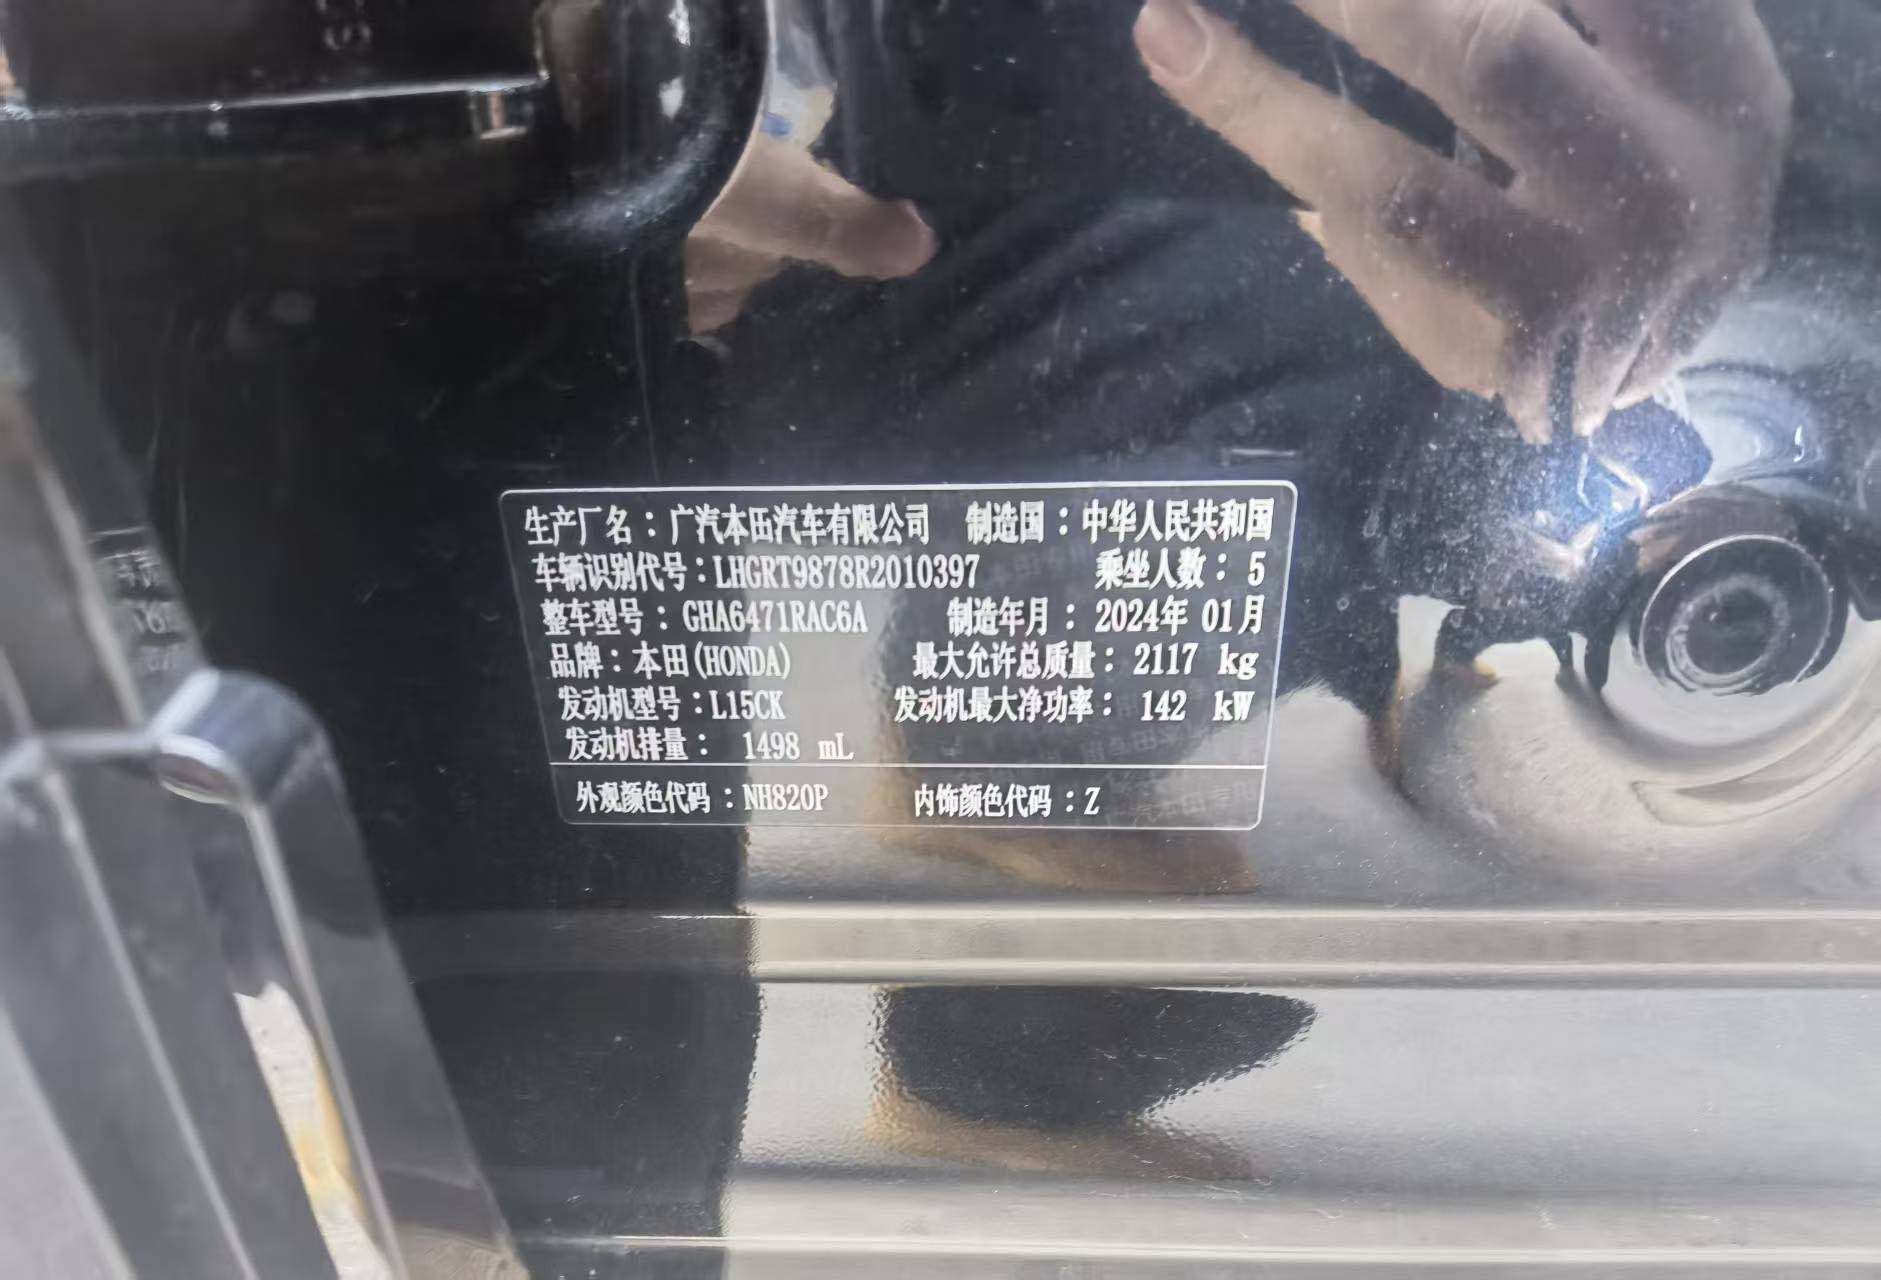 生产厂名：广汽本田汽车有限公司 制造国：中华人民共和国
车辆识别代号：LHGRT9878R2010397 乘坐人数：5
整车型号：GHA6471RAC6A 制造年月：2024年 01月
品牌：本田(HONDA) 最大允许总质量：2117 kg
发动机型号：L15CK 发动机最大净功率：142 kW
发动机排量：1498 mL
外观颜色代码：NH820P 内饰颜色代码：Z